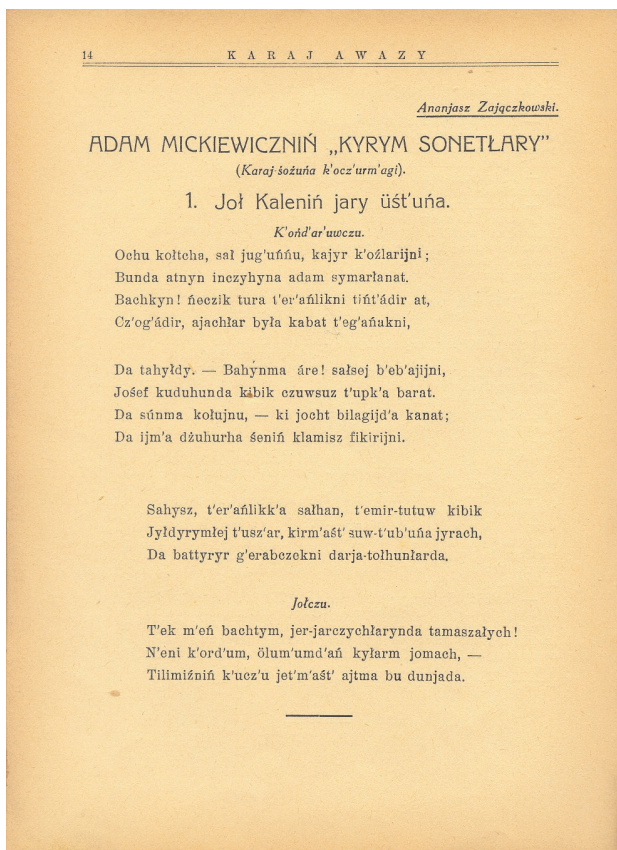 14
KARAJ AWAZY
Ananjasz Zajączkowski.
ADAM MICKIEWICZNIŃ „KYRYM SONETŁARY”
(Karaj-śożuńa k'ocz'urm'agi).
1. Joł Kaleniń jary üśt'uńa.
K'ońd'ar'uwczu.
Ochu kołtcha, sał jug'uńńu, kajyr k'oźlarijni;
Bunda atnyn inczyhyna adam symarłanat.
Bachkyn! ńeczik tura t'er'ańlikni tińt'ádir at,
Cz'og'ádir, ajachłar była kabat t'eg'ańakni,
Da tahyłdy. — Bahynma áre! sałsej b'eb'ajijni,
Jośef kuduhunda kibik czuwsuz t'upk'a barat.
Da súnma kołujnu, — ki jocht bilagijd'a kanat;
Da ijm'a dżuhurha śeniń klamisz fikirijni.
Sahysz, t'er'ańlikk'a sałhan, t'emir-tutuw kibik
Jyłdyrymłej t'usz'ar, kirm'aśt' suw-t'ub'uńa jyrach,
Da battyryr g'erabczekni darja-tołhunłarda.
Jołczu.
T'ek m'eń bachtym, jer-jarczychłarynda tamaszałych!
N'eni k'ord'um, ölum'umd'ań kyłarm jomach, —
Tilimiźniń k'ucz'u jet'm'aśt' ajtma bu dunjada.